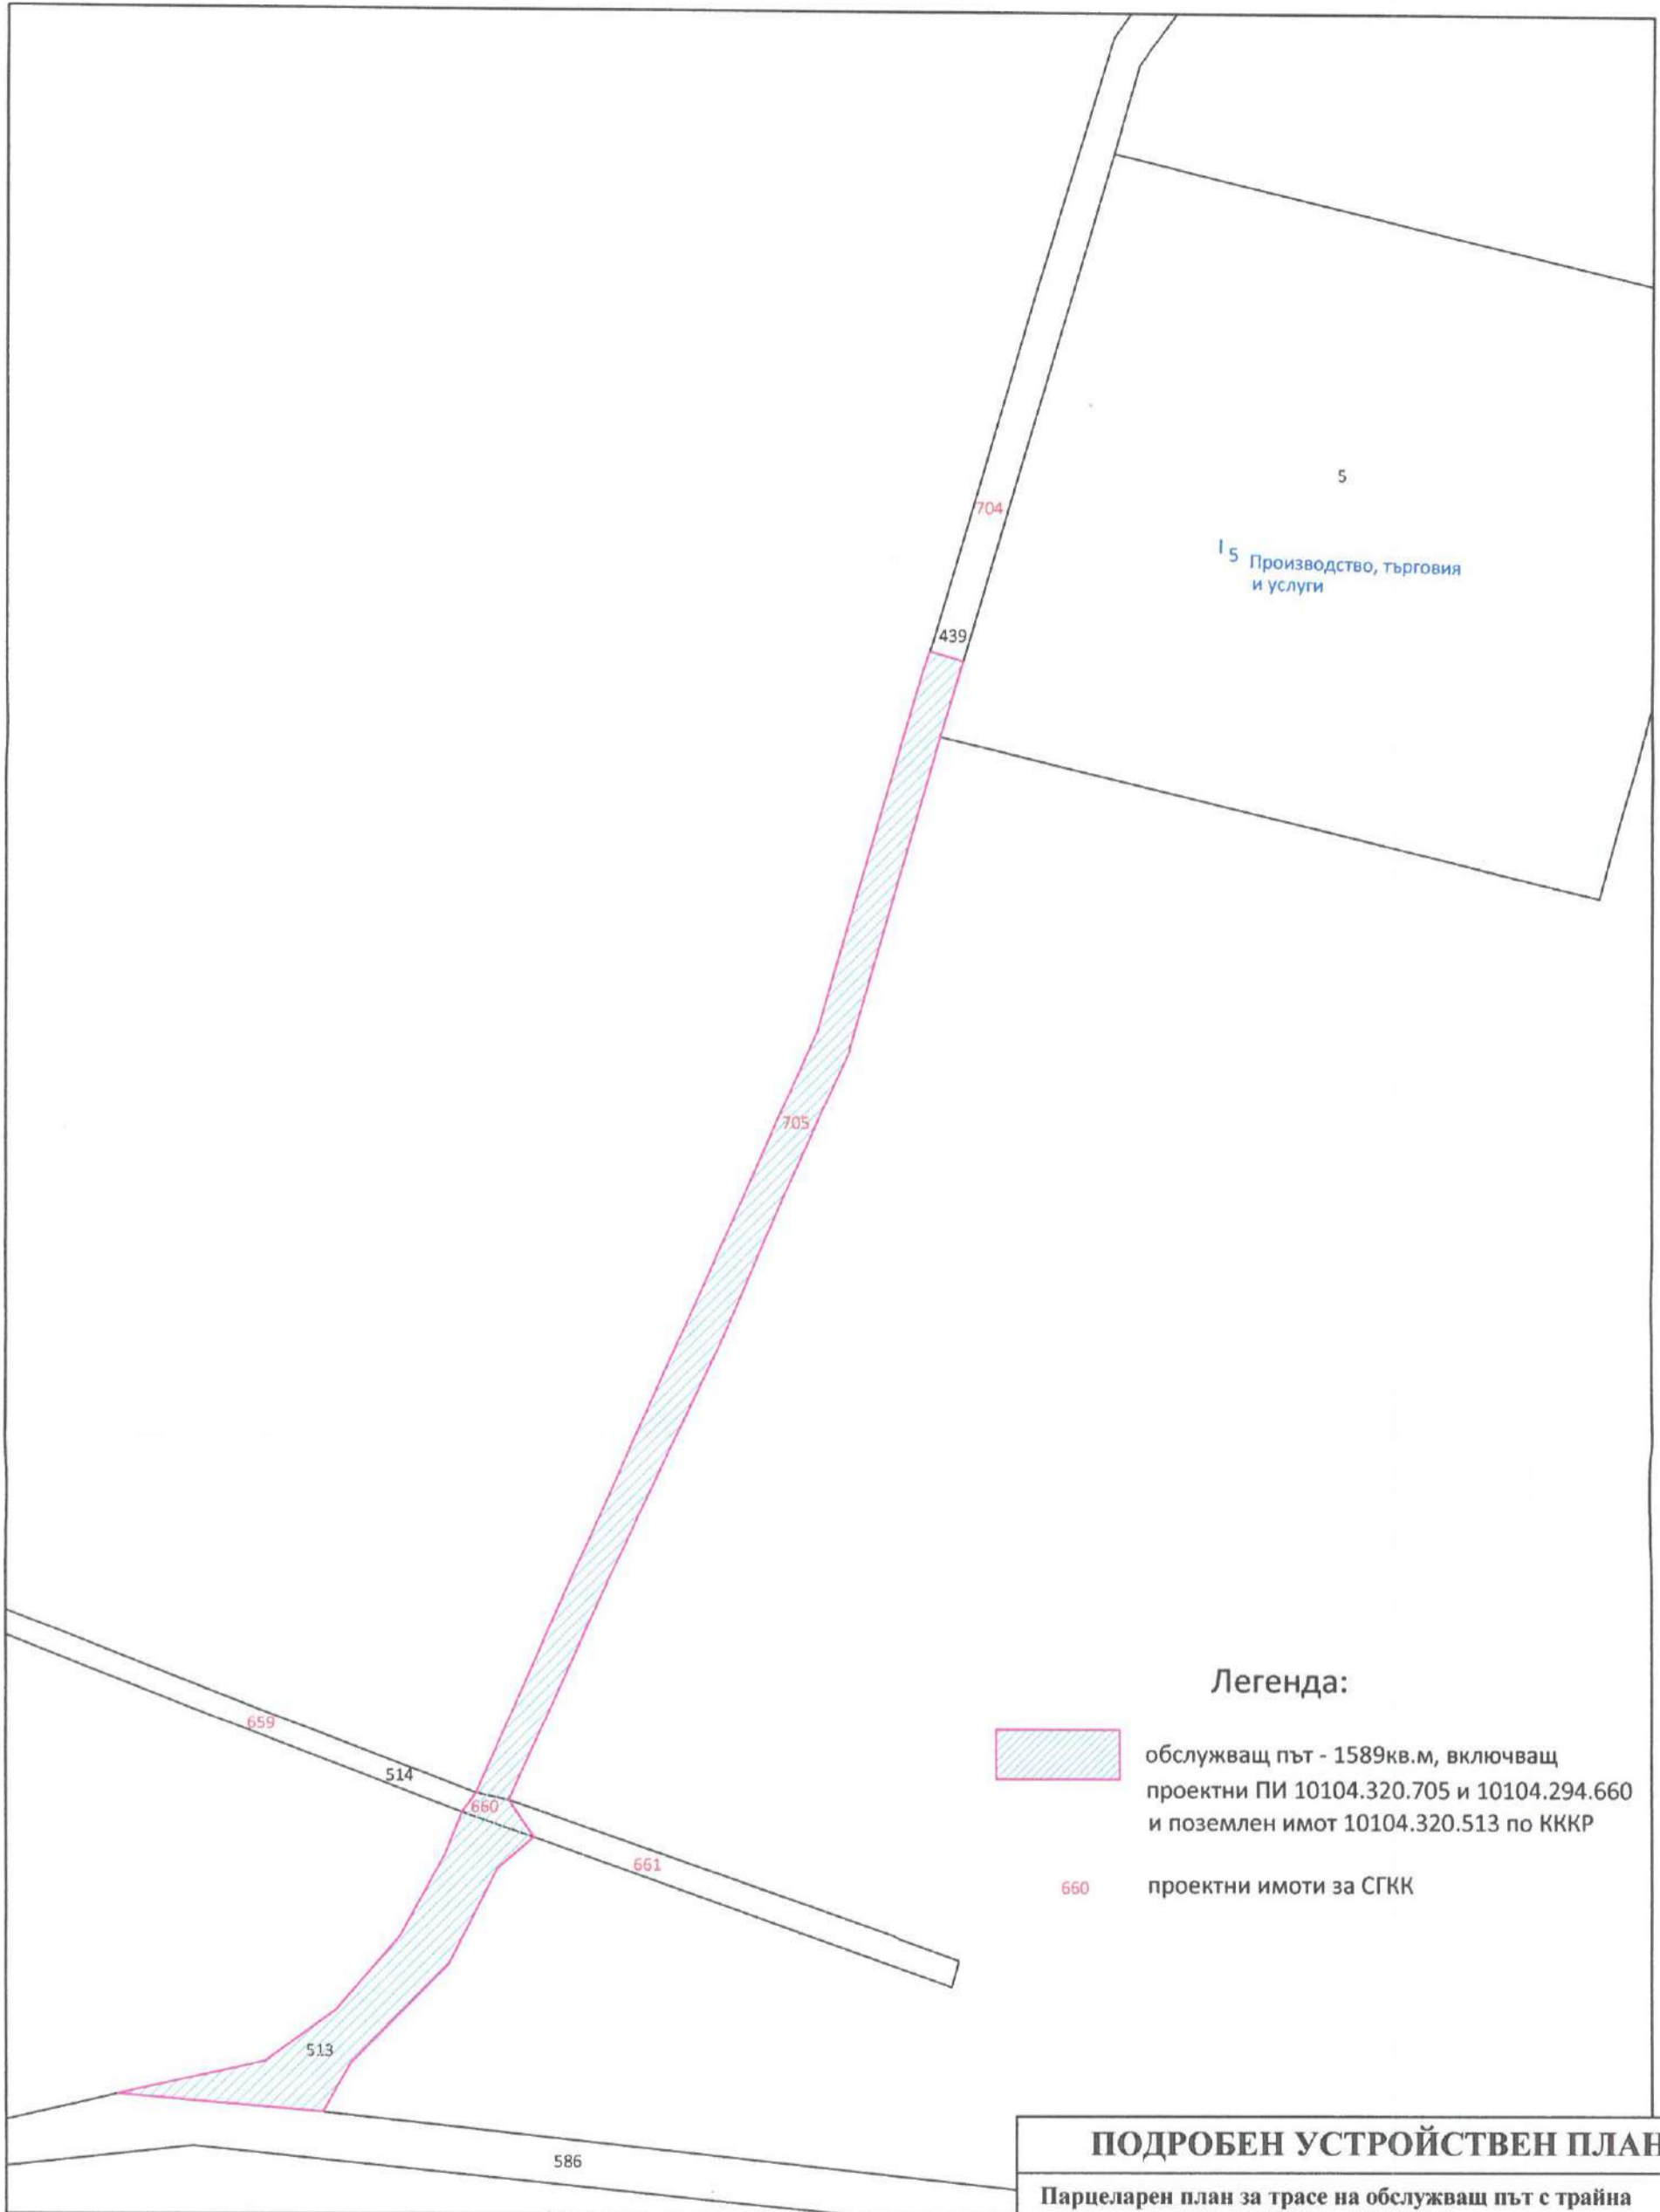 5
704
I 5 Производство, търговия
и услуги
439
705
659
514
660
661
513
586
Легенда:
обслужващ път - 1589кв.м, включващ
проектни ПИ 10104.320.705 и 10104.294.660
и поземлен имот 10104.320.513 по КККР
660 проектни имоти за СГКК
ПОДРОБЕН УСТРОЙСТВЕН ПЛАН
Парцеларен план за трасе на обслужващ път с трайна